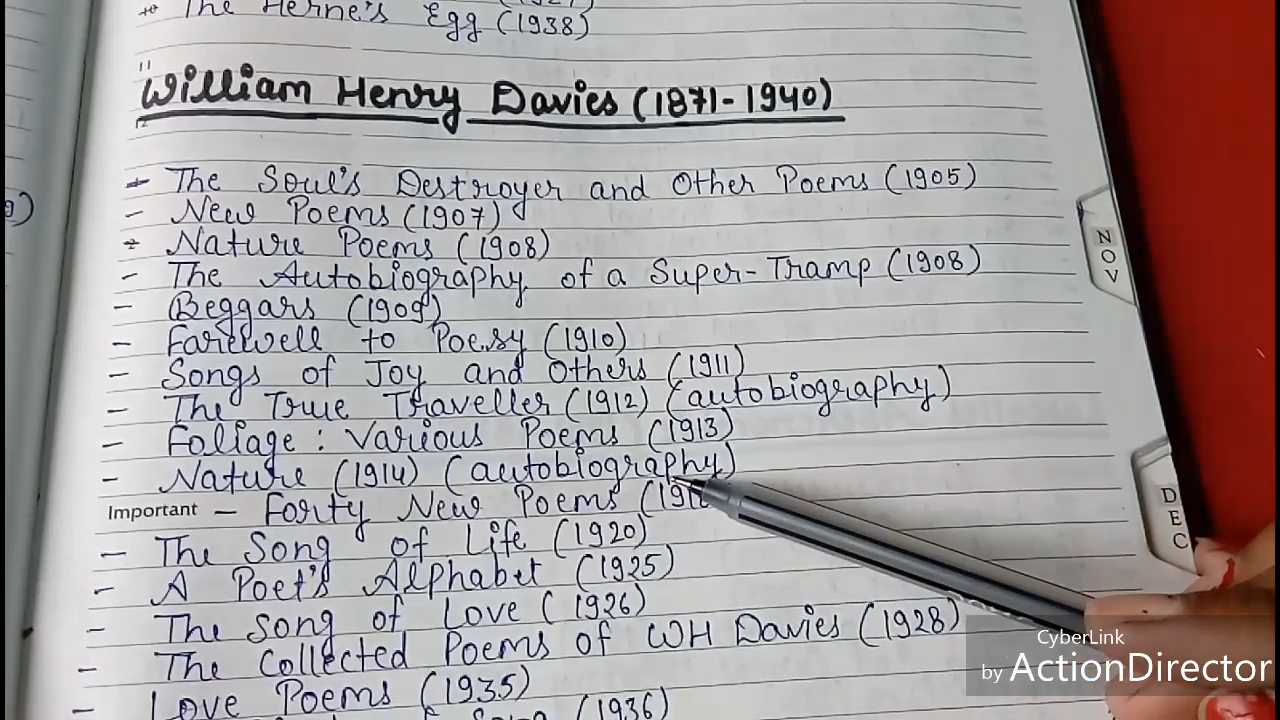 The Herne's Egg (1938)
William Henry Davies (1871-1940)
- The Soul's Destroyer and Other Poems (1905)
- New Poems (1907)
- Nature Poems (1908)
- The Autobiography of a Super-Tramp (1908)
- Beggars (1909)
- Farewell to Poesy (1910)
- Songs of Joy and Others (1911)
- The True Traveller (1912) (autobiography)
- Foliage : Various Poems (1913)
- Nature (1914) (autobiography)
Important - Forty New Poems
- The Song of Life (1920)
- A Poet's Alphabet (1925)
- The Song of Love (1926)
- The Collected Poems of WH Davies (1928)
- Love Poems (1935)
(1936)
NOV
DEC
CyberLink
by ActionDirector